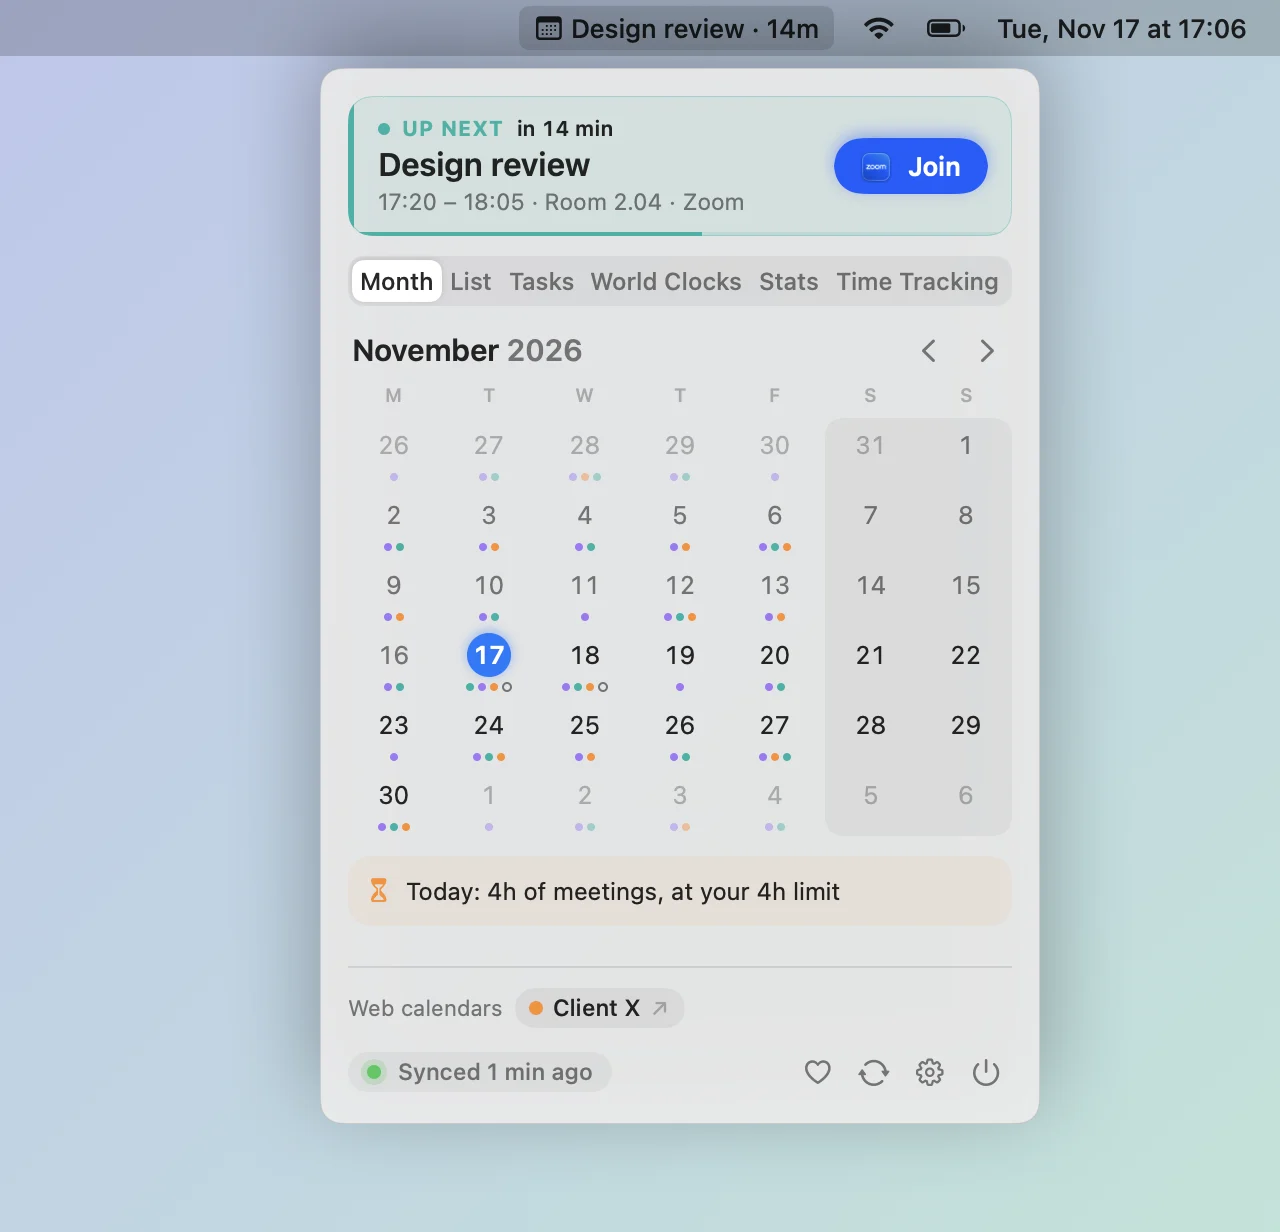 Design review · 14m
Tue, Nov 17 at 17:06
UP NEXT in 14 min
Design review
17:20 – 18:05 · Room 2.04 · Zoom
zoom
Join
Month List Tasks World Clocks Stats Time Tracking
November 2026
M T W T F S S
26 27 28 29 30 31 1
2 3 4 5 6 7 8
9 10 11 12 13 14 15
16 17 18 19 20 21 22
23 24 25 26 27 28 29
30 1 2 3 4 5 6
Today: 4h of meetings, at your 4h limit
Web calendars Client X
Synced 1 min ago